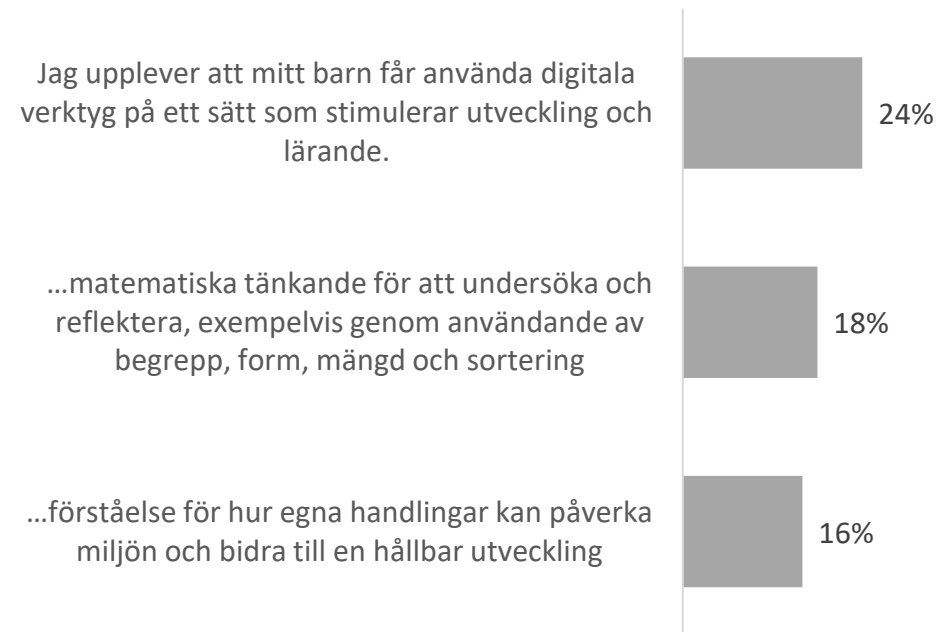 Jag upplever att mitt barn får använda digitala
verktyg på ett sätt som stimulerar utveckling och
lärande.
24%
…matematiska tänkande för att undersöka och
reflektera, exempelvis genom användande av
begrepp, form, mängd och sortering
18%
…förståelse för hur egna handlingar kan påverka
miljön och bidra till en hållbar utveckling
16%